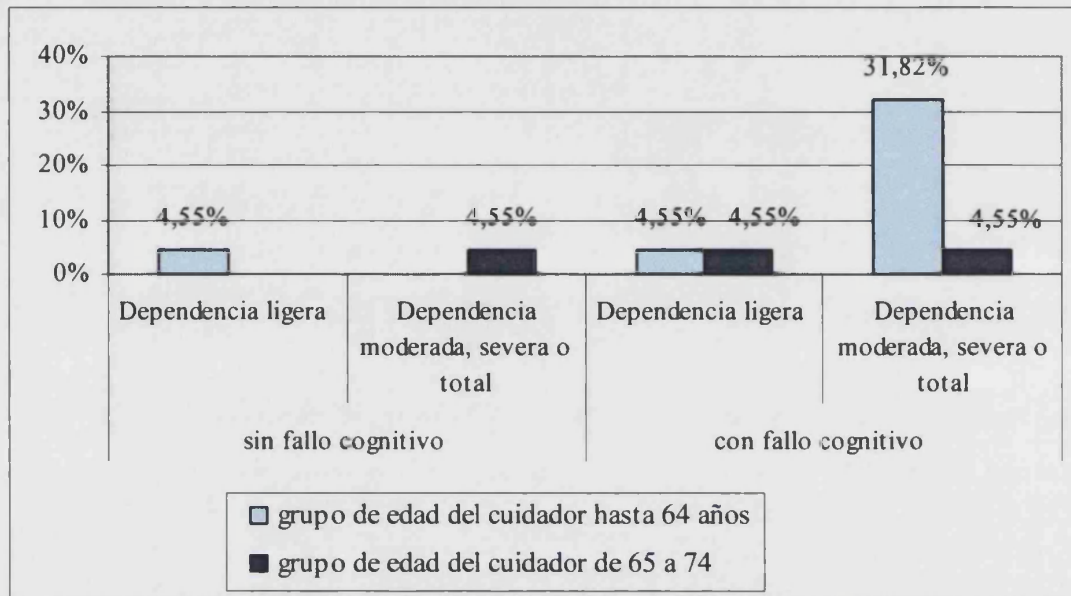 40%
31,82%
30%
20%
10%
4,55%
4,55%
4,55%
4,55%
4,55%
0%
Dependencia ligera
Dependencia
moderada, severa o
total
Dependencia ligera
Dependencia
moderada, severa o
total
sin fallo cognitivo
con fallo cognitivo
grupo de edad del cuidador hasta 64 años
grupo de edad del cuidador de 65 a 74